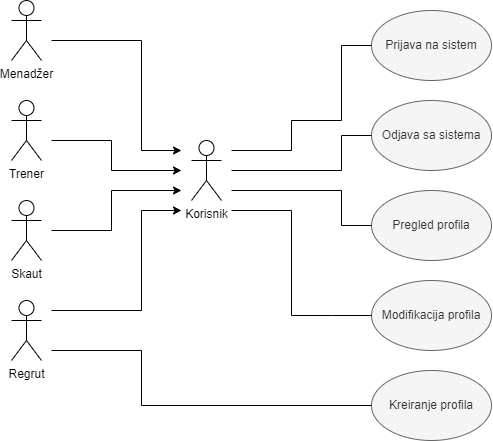 Menadžer
Trener
Skaut
Regrut
Korisnik
Prijava na sistem
Odjava sa sistema
Pregled profila
Modifikacija profila
Kreiranje profila